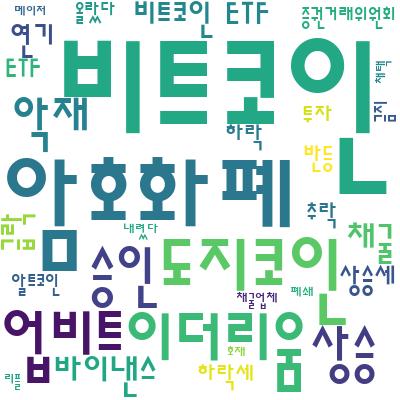 메이저 올랐다 비트코인 ETF 증권거래위원회
연기 비트코인 채택
ETF 악재 하락 투자 지갑
암호화폐 반등
급락 내렸다 추락 채굴
승인 도지코인 상승세
알트코인 채굴업체 폐쇄
업비트 이더리움 상승
호재
리플 바이낸스 하락세